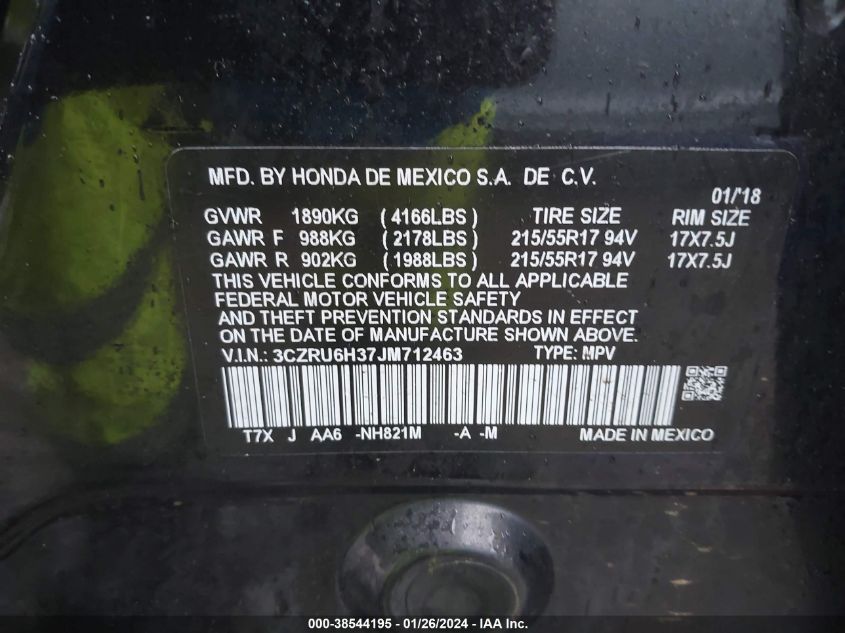 MFD. BY HONDA DE MEXICO S.A. DE C.V.
01/'18
GVWR 1890KG (4166LBS) TIRE SIZE RIM SIZE
GAWR F 988KG (2178LBS) 215/55R17 94V 17X7.5J
GAWR R 902KG (1988LBS) 215/55R17 94V 17X7.5J
THIS VEHICLE CONFORMS TO ALL APPLICABLE
FEDERAL MOTOR VEHICLE SAFETY
AND THEFT PREVENTION STANDARDS IN EFFECT
ON THE DATE OF MANUFACTURE SHOWN ABOVE.
V.I.N.: 3CZRU6H37JM712463 TYPE: MPV
T7X J AA6 -NH821M -A -M MADE IN MEXICO
000-38544195 - 01/26/2024 - IAA Inc.